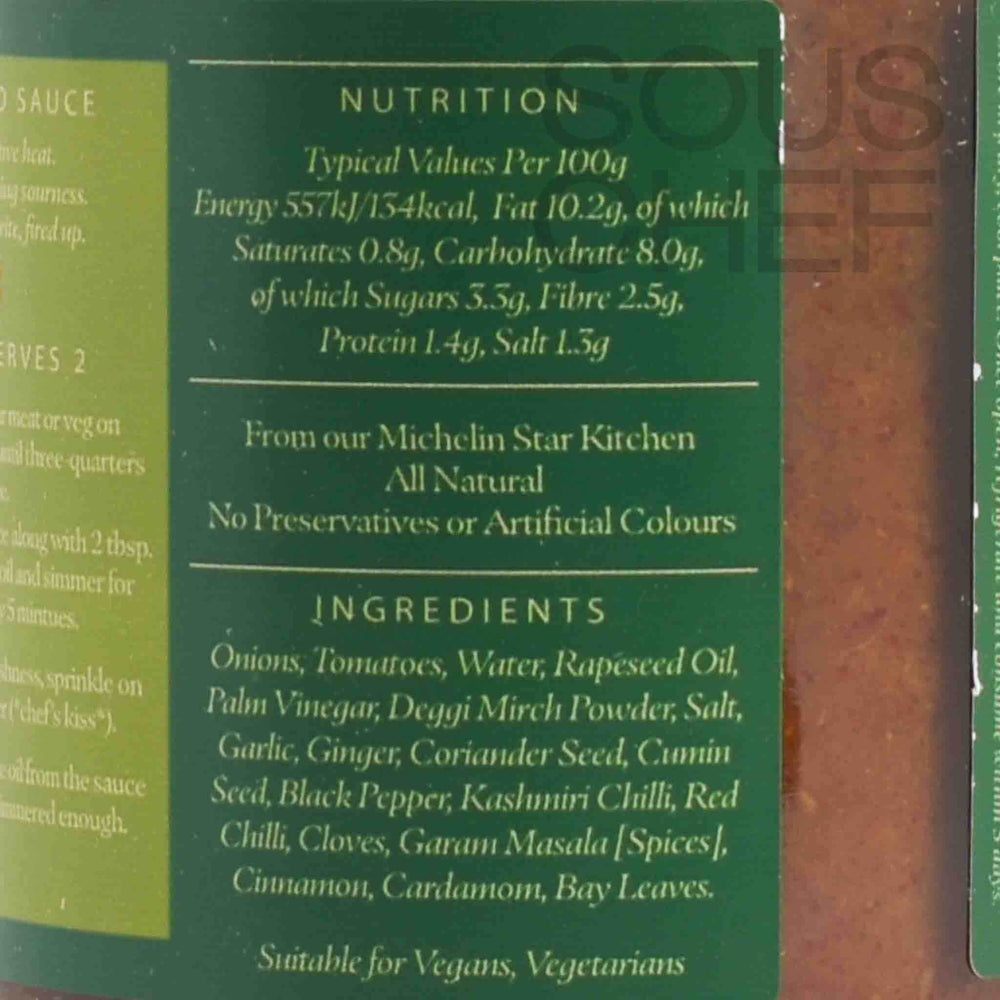 SAUCE
heat.
sourness.
fired up.
SERVES 2
meat or veg on
three-quarters
along with 2 tbsp.
oil and simmer for
5 mintues.
sprinkle on
(*chef's kiss*).
oil from the sauce
enough.
NUTRITION
Typical Values Per 100g
Energy 557kJ/134kcal, Fat 10.2g, of which
Saturates 0.8g, Carbohydrate 8.0g,
of which Sugars 3.3g, Fibre 2.5g,
Protein 1.4g, Salt 1.3g
From our Michelin Star Kitchen
All Natural
No Preservatives or Artificial Colours
INGREDIENTS
Onions, Tomatoes, Water, Rapeseed Oil,
Palm Vinegar, Deggi Mirch Powder, Salt,
Garlic, Ginger, Coriander Seed, Cumin
Seed, Black Pepper, Kashmiri Chilli, Red
Chilli, Cloves, Garam Masala [Spices],
Cinnamon, Cardamom, Bay Leaves.
Suitable for Vegans, Vegetarians
SOUS
CHEF